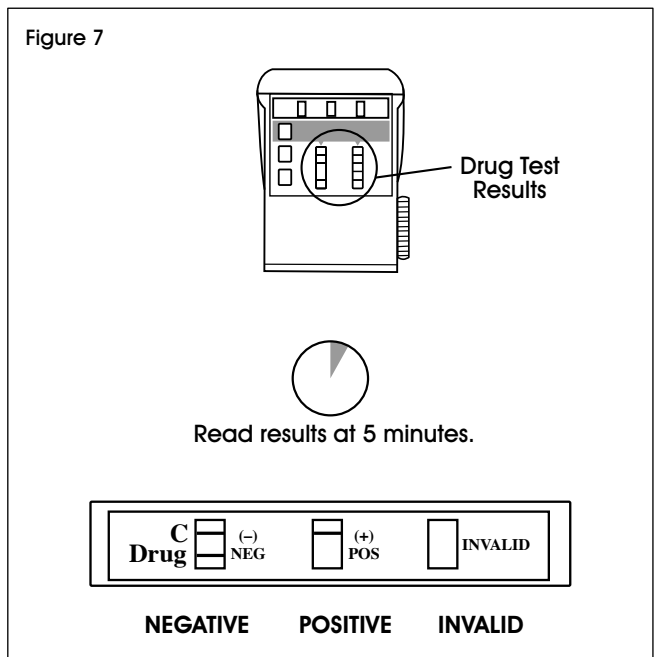 Figure 7
Drug Test
Results
Read results at 5 minutes.
C
Drug
(–)
NEG
(+)
POS
INVALID
NEGATIVE POSITIVE INVALID